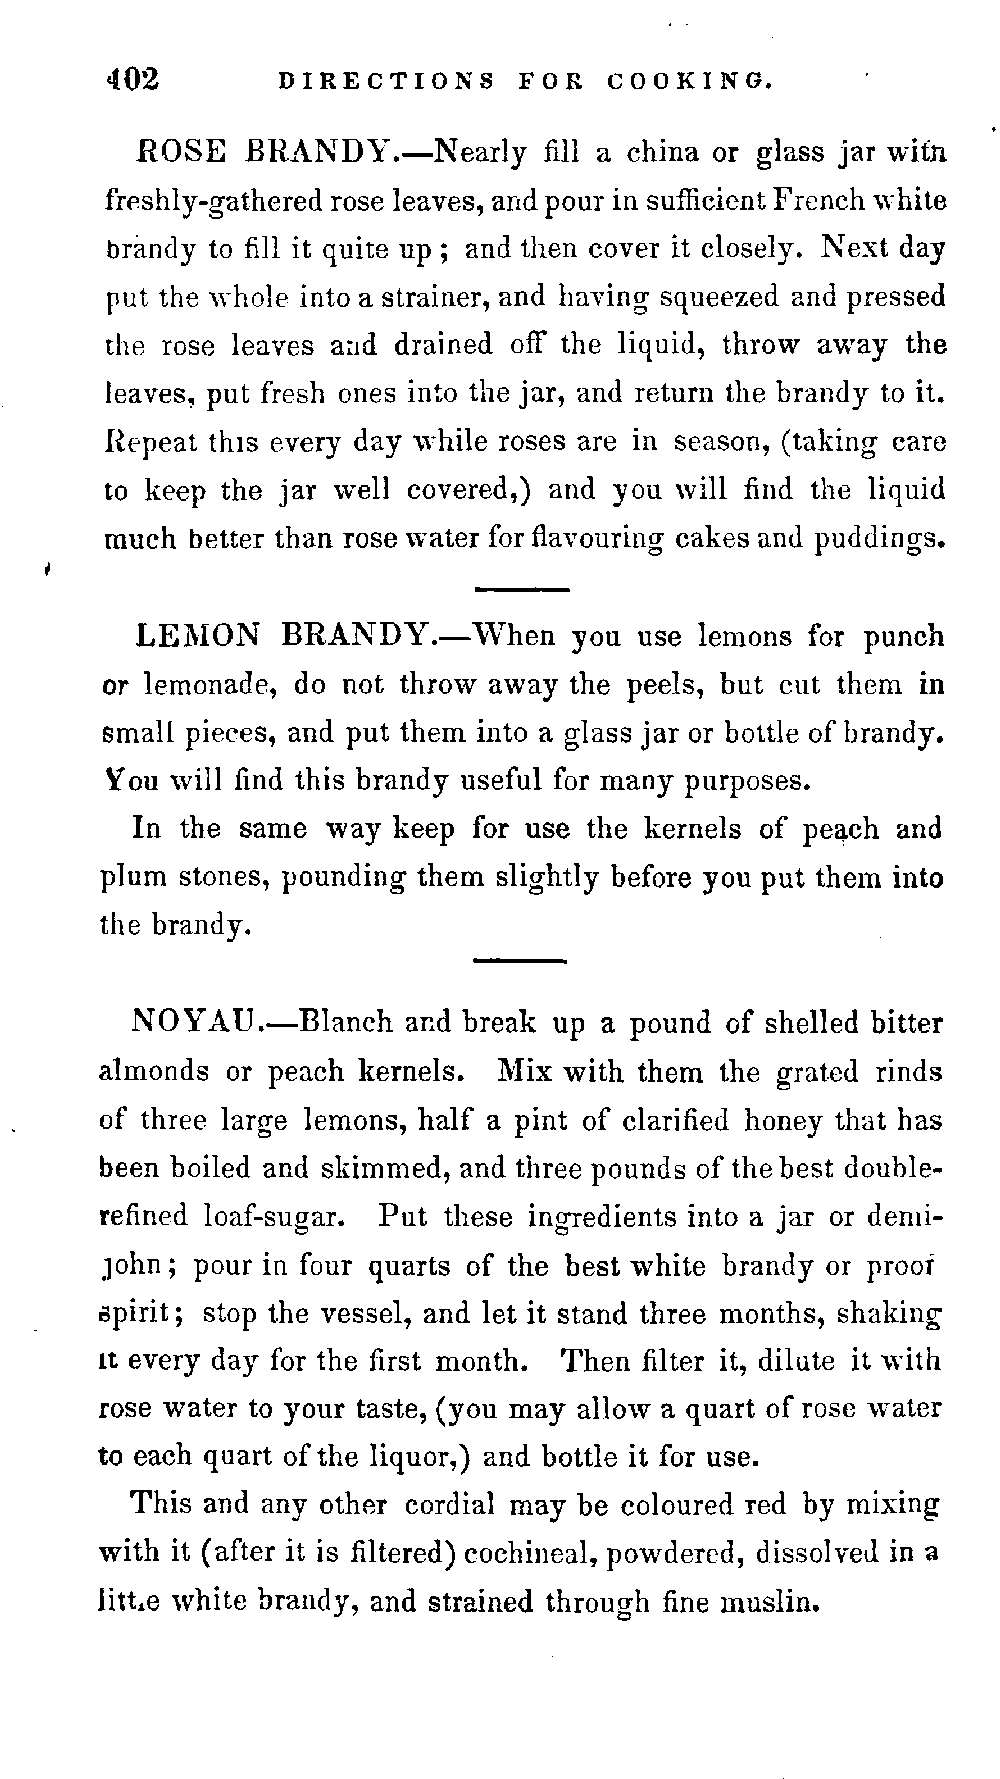 402 DIRECTIONS FOR COOKING.
ROSE BRANDY.—Nearly fill a china or glass jar with
freshly-gathered rose leaves, and pour in sufficient French white
brandy to fill it quite up; and then cover it closely. Next day
put the whole into a strainer, and having squeezed and pressed
the rose leaves and drained off the liquid, throw away the
leaves, put fresh ones into the jar, and return the brandy to it.
Repeat this every day while roses are in season, (taking care
to keep the jar well covered,) and you will find the liquid
much better than rose water for flavouring cakes and puddings.
LEMON BRANDY.—When you use lemons for punch
or lemonade, do not throw away the peels, but cut them in
small pieces, and put them into a glass jar or bottle of brandy.
You will find this brandy useful for many purposes.
In the same way keep for use the kernels of peach and
plum stones, pounding them slightly before you put them into
the brandy.
NOYAU.—Blanch and break up a pound of shelled bitter
almonds or peach kernels. Mix with them the grated rinds
of three large lemons, half a pint of clarified honey that has
been boiled and skimmed, and three pounds of the best double-
refined loaf-sugar. Put these ingredients into a jar or demi-
john; pour in four quarts of the best white brandy or proof
spirit; stop the vessel, and let it stand three months, shaking
it every day for the first month. Then filter it, dilute it with
rose water to your taste, (you may allow a quart of rose water
to each quart of the liquor,) and bottle it for use.
This and any other cordial may be coloured red by mixing
with it (after it is filtered) cochineal, powdered, dissolved in a
little white brandy, and strained through fine muslin.